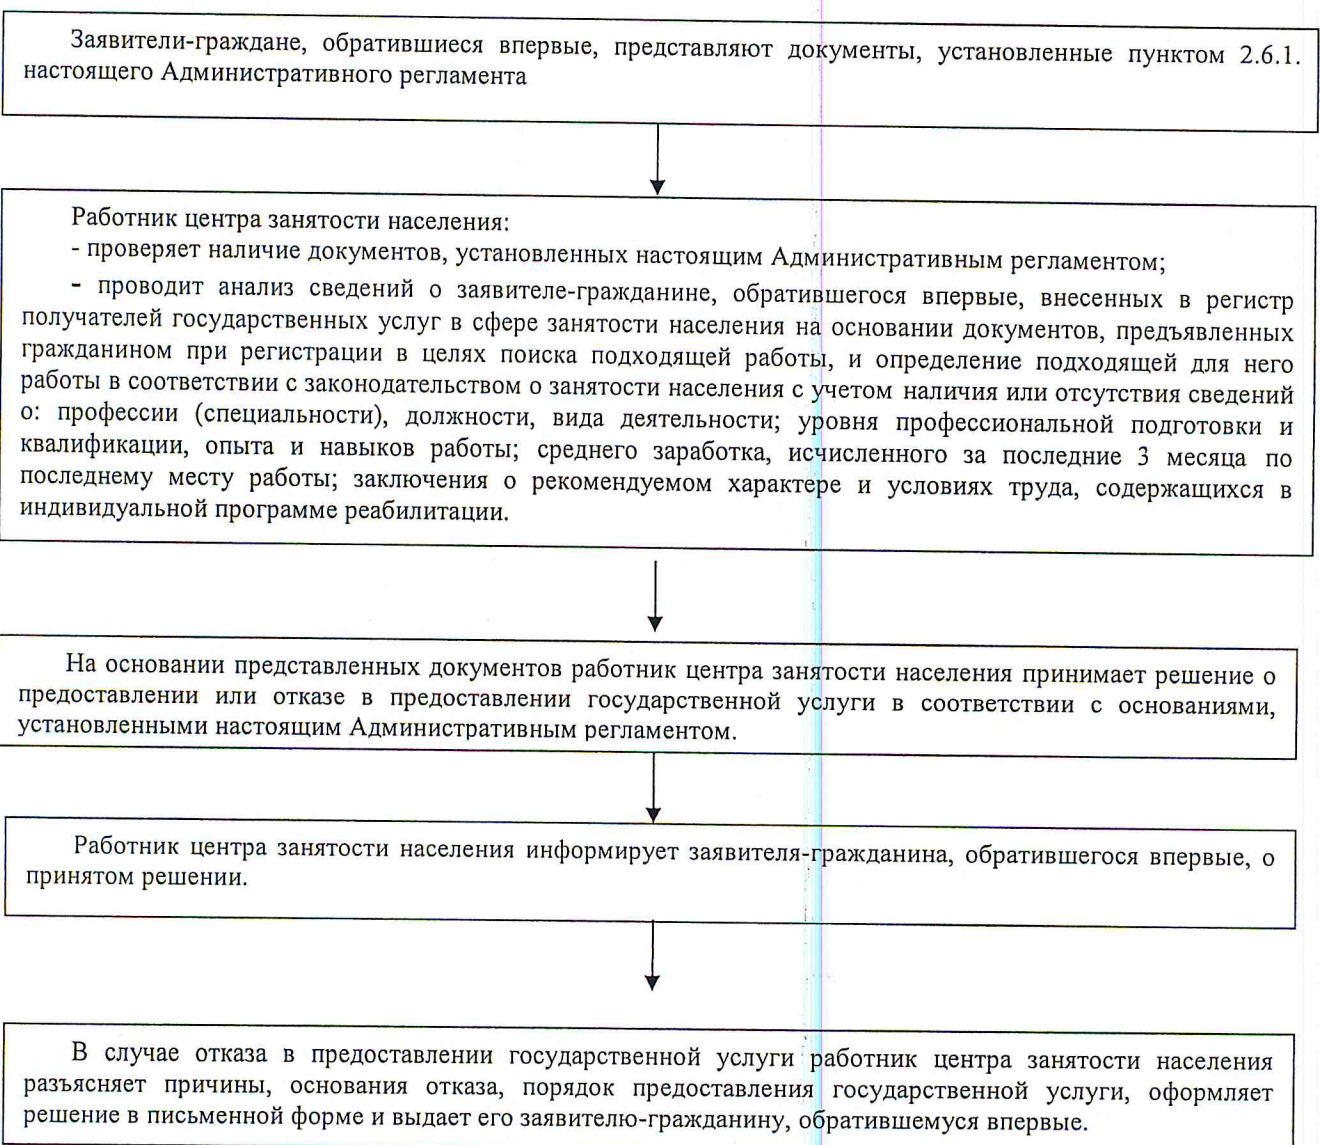 Заявители-граждане, обратившиеся впервые, представляют документы, установленные пунктом 2.6.1.
настоящего Административного регламента
Работник центра занятости населения:
- проверяет наличие документов, установленных настоящим Административным регламентом;
- проводит анализ сведений о заявителе-гражданине, обратившегося впервые, внесенных в регистр
получателей государственных услуг в сфере занятости населения на основании документов, предъявленных
гражданином при регистрации в целях поиска подходящей работы, и определение подходящей для него
работы в соответствии с законодательством о занятости населения с учетом наличия или отсутствия сведений
о: профессии (специальности), должности, вида деятельности; уровня профессиональной подготовки и
квалификации, опыта и навыков работы; среднего заработка, исчисленного за последние 3 месяца по
последнему месту работы; заключения о рекомендуемом характере и условиях труда, содержащихся в
индивидуальной программе реабилитации.
На основании представленных документов работник центра занятости населения принимает решение о
предоставлении или отказе в предоставлении государственной услуги в соответствии с основаниями,
установленными настоящим Административным регламентом.
Работник центра занятости населения информирует заявителя-гражданина, обратившегося впервые, о
принятом решении.
В случае отказа в предоставлении государственной услуги работник центра занятости населения
разъясняет причины, основания отказа, порядок предоставления государственной услуги, оформляет
решение в письменной форме и выдает его заявителю-гражданину, обратившемуся впервые.